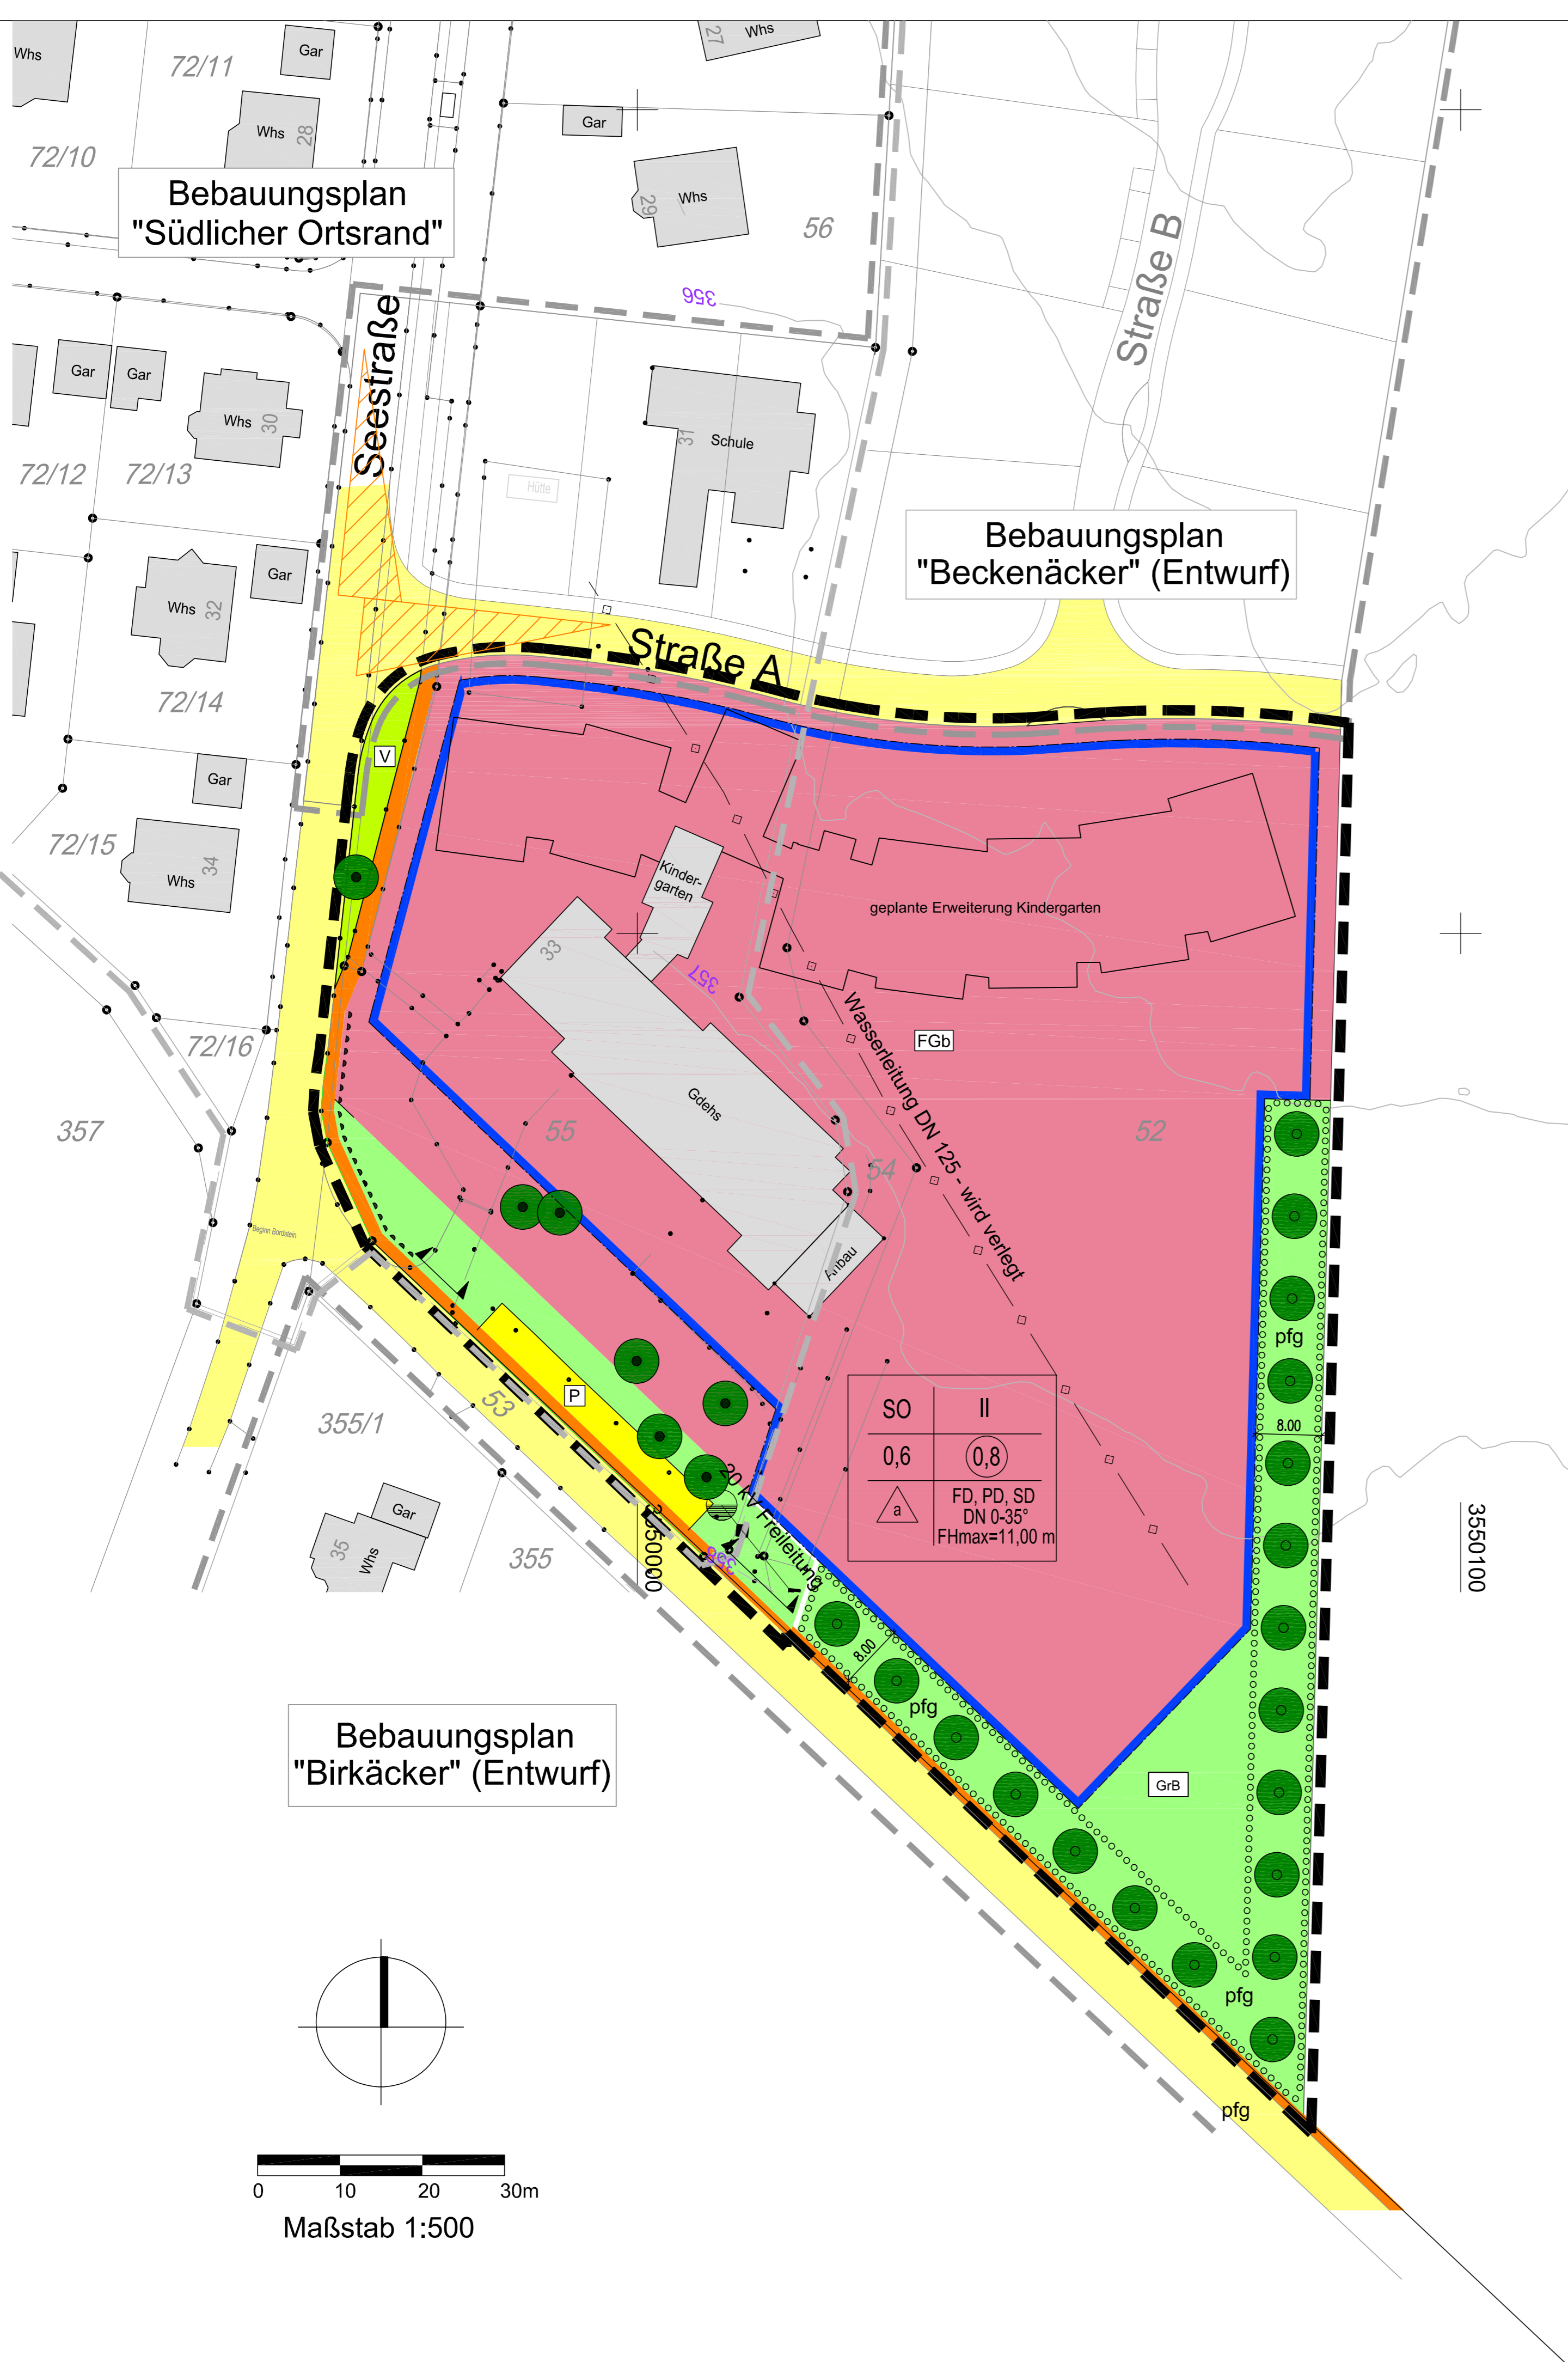 Whs
72/11
Gar
27
Whs
Whs
28
Gar
72/10
Bebauungsplan
"Südlicher Ortsrand"
29
Whs
56
Straße B
356
Seestraße
Gar
Gar
Whs
30
31
Schule
72/12
72/13
Hütte
Bebauungsplan
"Beckenäcker" (Entwurf)
Gar
Whs
32
Straße A
72/14
V
Gar
72/15
Whs
34
Kinder-
garten
geplante Erweiterung Kindergarten
33
357
Wasserleitung DN 125 - wird verlegt
FGb
72/16
Gdehs
357
55
52
54
Beginn Bordstein
Anbau
pfg
P
53
355/1
SO
II
8.00
0,6
0,8
a
FD, PD, SD
DN 0-35°
FHmax=11,00 m
20 kV Freileitung
Gar
35
Whs
355
3550000
358
3550100
8.00
pfg
Bebauungsplan
"Birkäcker" (Entwurf)
GrB
pfg
pfg
0
10
20
30m
Maßstab 1:500